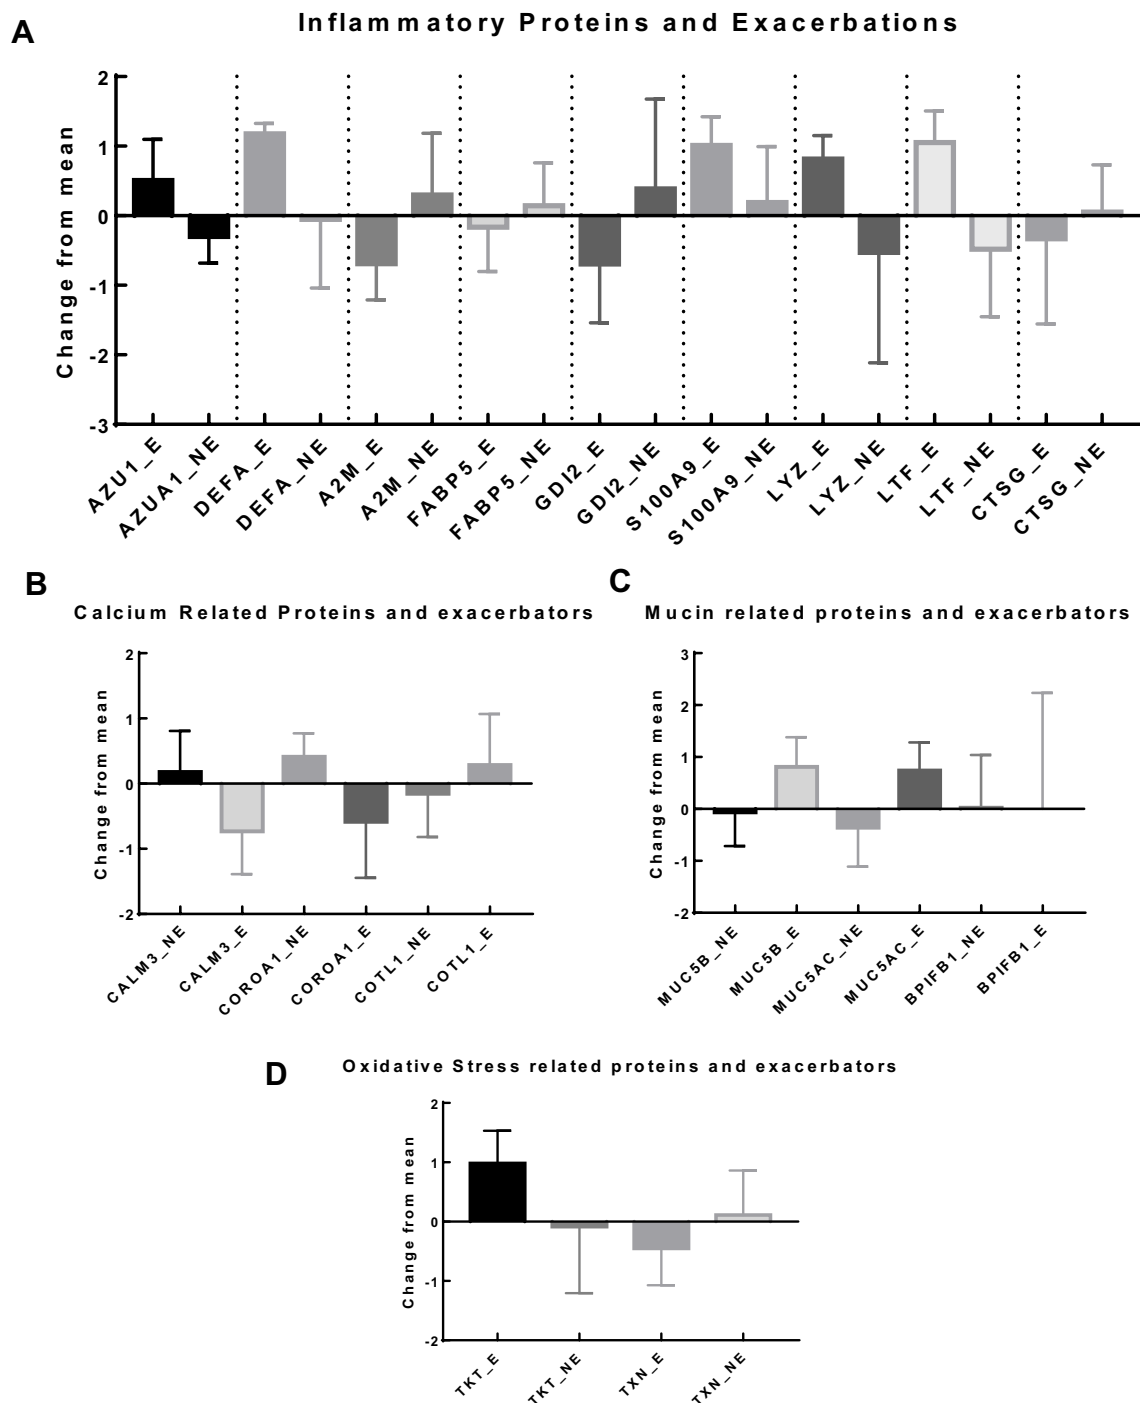 A
Inflammatory Proteins and Exacerbations
Change from mean
2
1
0
-1
-2
-3
AZU1_E
AZUA1_NE
DEFA_E
DEFA_NE
A2M_E
A2M_NE
FABP5_E
FABP5_NE
GDI2_E
GDI2_NE
S100A9_E
S100A9_NE
LYZ_E
LYZ_NE
LTF_E
LTF_NE
CTSG_E
CTSG_NE
B
Calcium Related Proteins and exacerbators
Change from mean
2
1
0
-1
-2
CALM3_NE
CALM3_E
COROA1_NE
COROA1_E
COTL1_NE
COTL1_E
C
Mucin related proteins and exacerbators
Change from mean
3
2
1
0
-1
-2
MUC5B_NE
MUC5B_E
MUC5AC_NE
MUC5AC_E
BPIFB1_NE
BPIFB1_E
D
Oxidative Stress related proteins and exacerbators
Change from mean
2
1
0
-1
-2
TKT_E
TKT_NE
TXN_E
TXN_NE